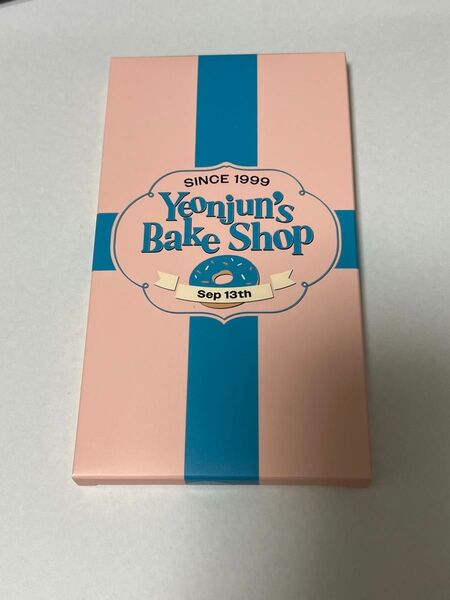 SINCE 1999
Yeonjun's
Bake Shop
Sep 13th